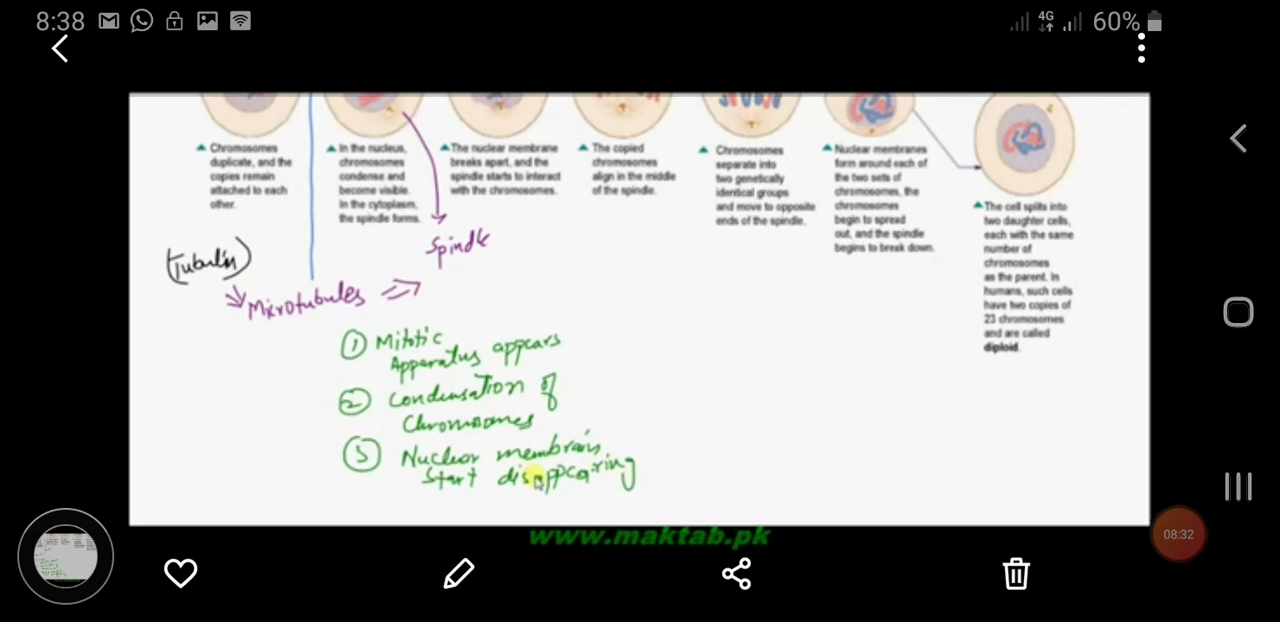 8:38
4G
60%
Chromosomes
duplicate, and the
copies remain
attached to each
other.
In the nucleus,
chromosomes
condense and
become visible.
In the cytoplasm,
the spindle forms.
The nuclear membrane
breaks apart, and the
spindle starts to interact
with the chromosomes.
The copied
chromosomes
align in the middle
of the spindle.
Chromosomes
separate into
two genetically
identical groups
and move to opposite
ends of the spindle.
Nuclear membranes
form around each of
the two sets of
chromosomes, the
chromosomes
begin to spread
out, and the spindle
begins to break down.
The cell splits into
two daughter cells,
each with the same
number of
chromosomes
as the parent. In
humans, such cells
have two copies of
23 chromosomes
and are called
diploid.
Spindle
(Tubulin)
Microtubules ⇒
① Mitotic
Apparatus appears
② Condensation of
Chromosomes
③ Nuclear membrain
Start disappearing
www.maktab.pk
08:32